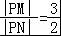 |PM|/|PN| = 3/2